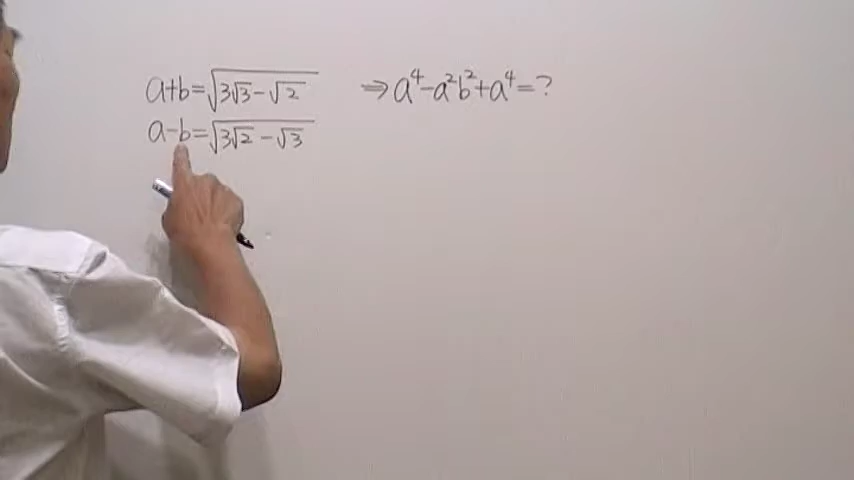 a+b=√(3√3-√2) ⇒ a⁴-a²b²+a⁴=?
a-b=√(3√2-√3)